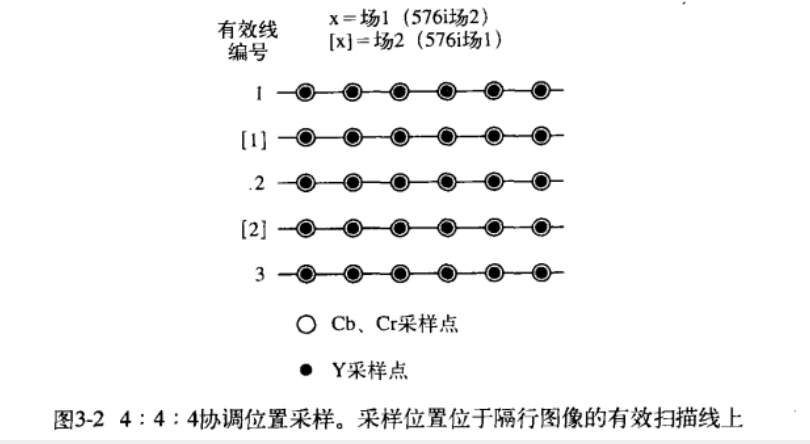 有效线
编号
x=场1（576i场2）
[x]=场2（576i场1）
1
[1]
.2
[2]
3
Cb、Cr采样点
Y采样点
图3-2 4：4：4协调位置采样。采样位置位于隔行图像的有效扫描线上